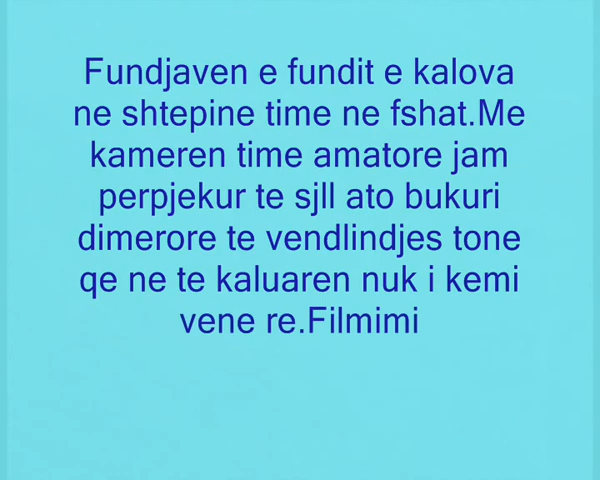 Fundjaven e fundit e kalova
ne shtepine time ne fshat.Me
kameren time amatore jam
perpjekur te sjll ato bukuri
dimerore te vendlindjes tone
qe ne te kaluaren nuk i kemi
vene re.Filmimi